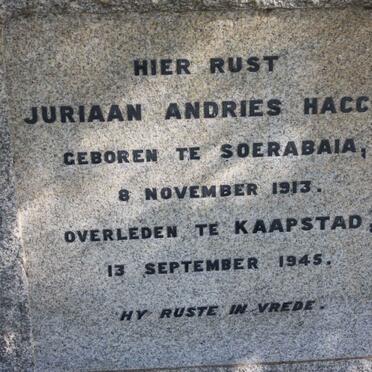 HIER RUST
JURIAAN ANDRIES HACC
GEBOREN TE SOERABAIA,
8 NOVEMBER 1913.
OVERLEDEN TE KAAPSTAD,
13 SEPTEMBER 1945.
HY RUSTE IN VREDE.